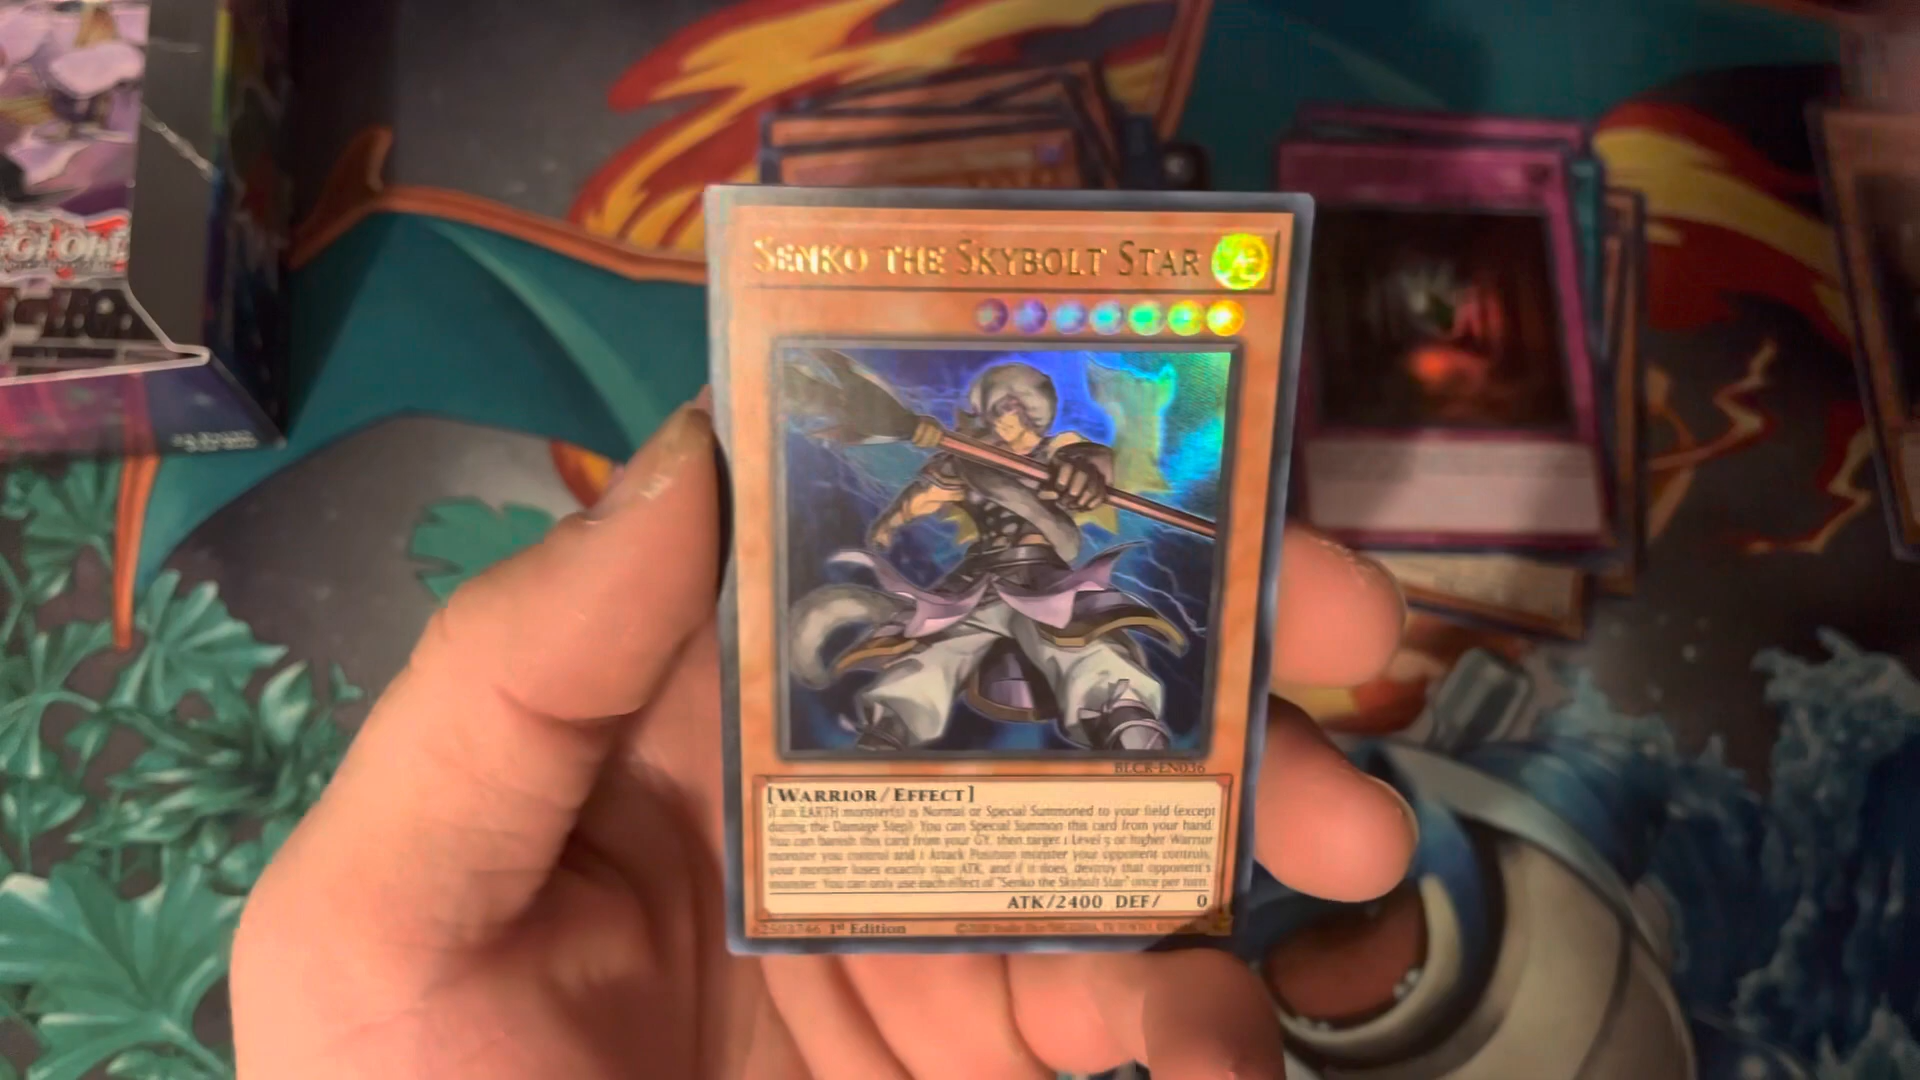 SENKO THE SKYBOLT STAR
BLCR-EN036
[WARRIOR/EFFECT]
If an EARTH monster(s) is Normal or Special Summoned to your field (except
during the Damage Step): You can Special Summon this card from your hand.
You can banish this card from your GY, then target 1 Level 5 or higher Warrior
monster you control and 1 Attack Position monster your opponent controls;
your monster loses exactly ATK, and if it does, destroy that opponent's
monster. You can only use each effect of "Senko the Skybolt Star" once per turn.
ATK/2400 DEF/ 0
1st Edition